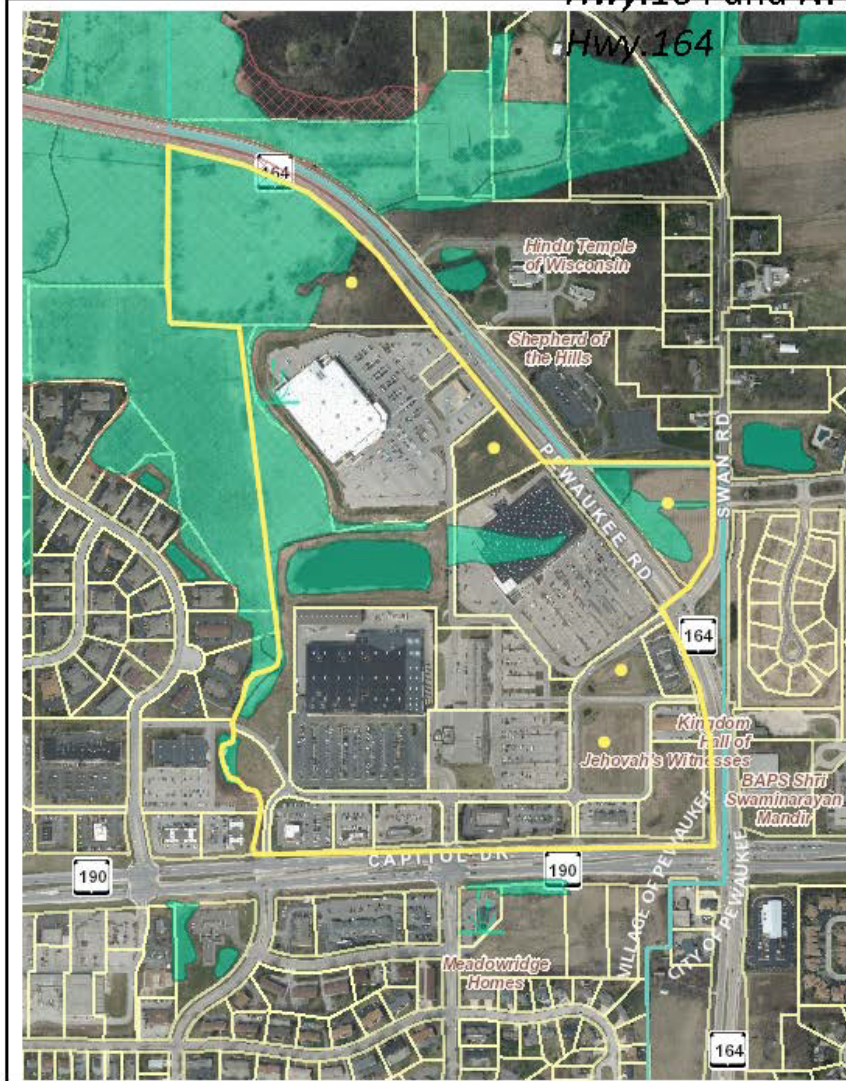 Hwy.164
164
Hindu Temple
of Wisconsin
Shepherd of
the Hills
PEWAUKEE RD
SWAN RD
164
Kingdom
Hall of
Jehovah's Witnesses
BAPS Shri
Swaminarayan
Mandir
CAPITOL DR
190
190
VILLAGE OF PEWAUKEE
CITY OF PEWAUKEE
Meadowridge
Homes
164